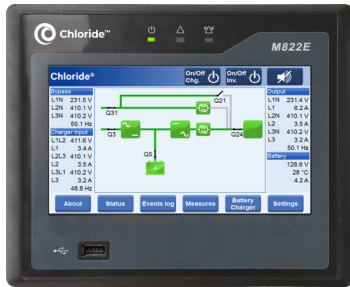 Chloride™
M822E
Chloride®
On/Off Chg.
On/Off Inv.
Bypass
L1N 231.5 V
L2N 410.1 V
L3N 410.2 V
50.1 Hz
Charger input
L1L2 411.6 V
L1 3.4 A
L2L3 410.1 V
L2 3.5 A
L3L1 410.2 V
L3 3.2 A
48.8 Hz
Q31
Q21
Q3
Q24
Q5
Output
L1N 231.4 V
L1 6.2 A
L2N 410.1 V
L2 3.5 A
L3N 410.2 V
L3 3.2 A
50.1 Hz
Battery
128.6 V
28 °C
4.2 A
About
Status
Events log
Measures
Battery Charger
Settings